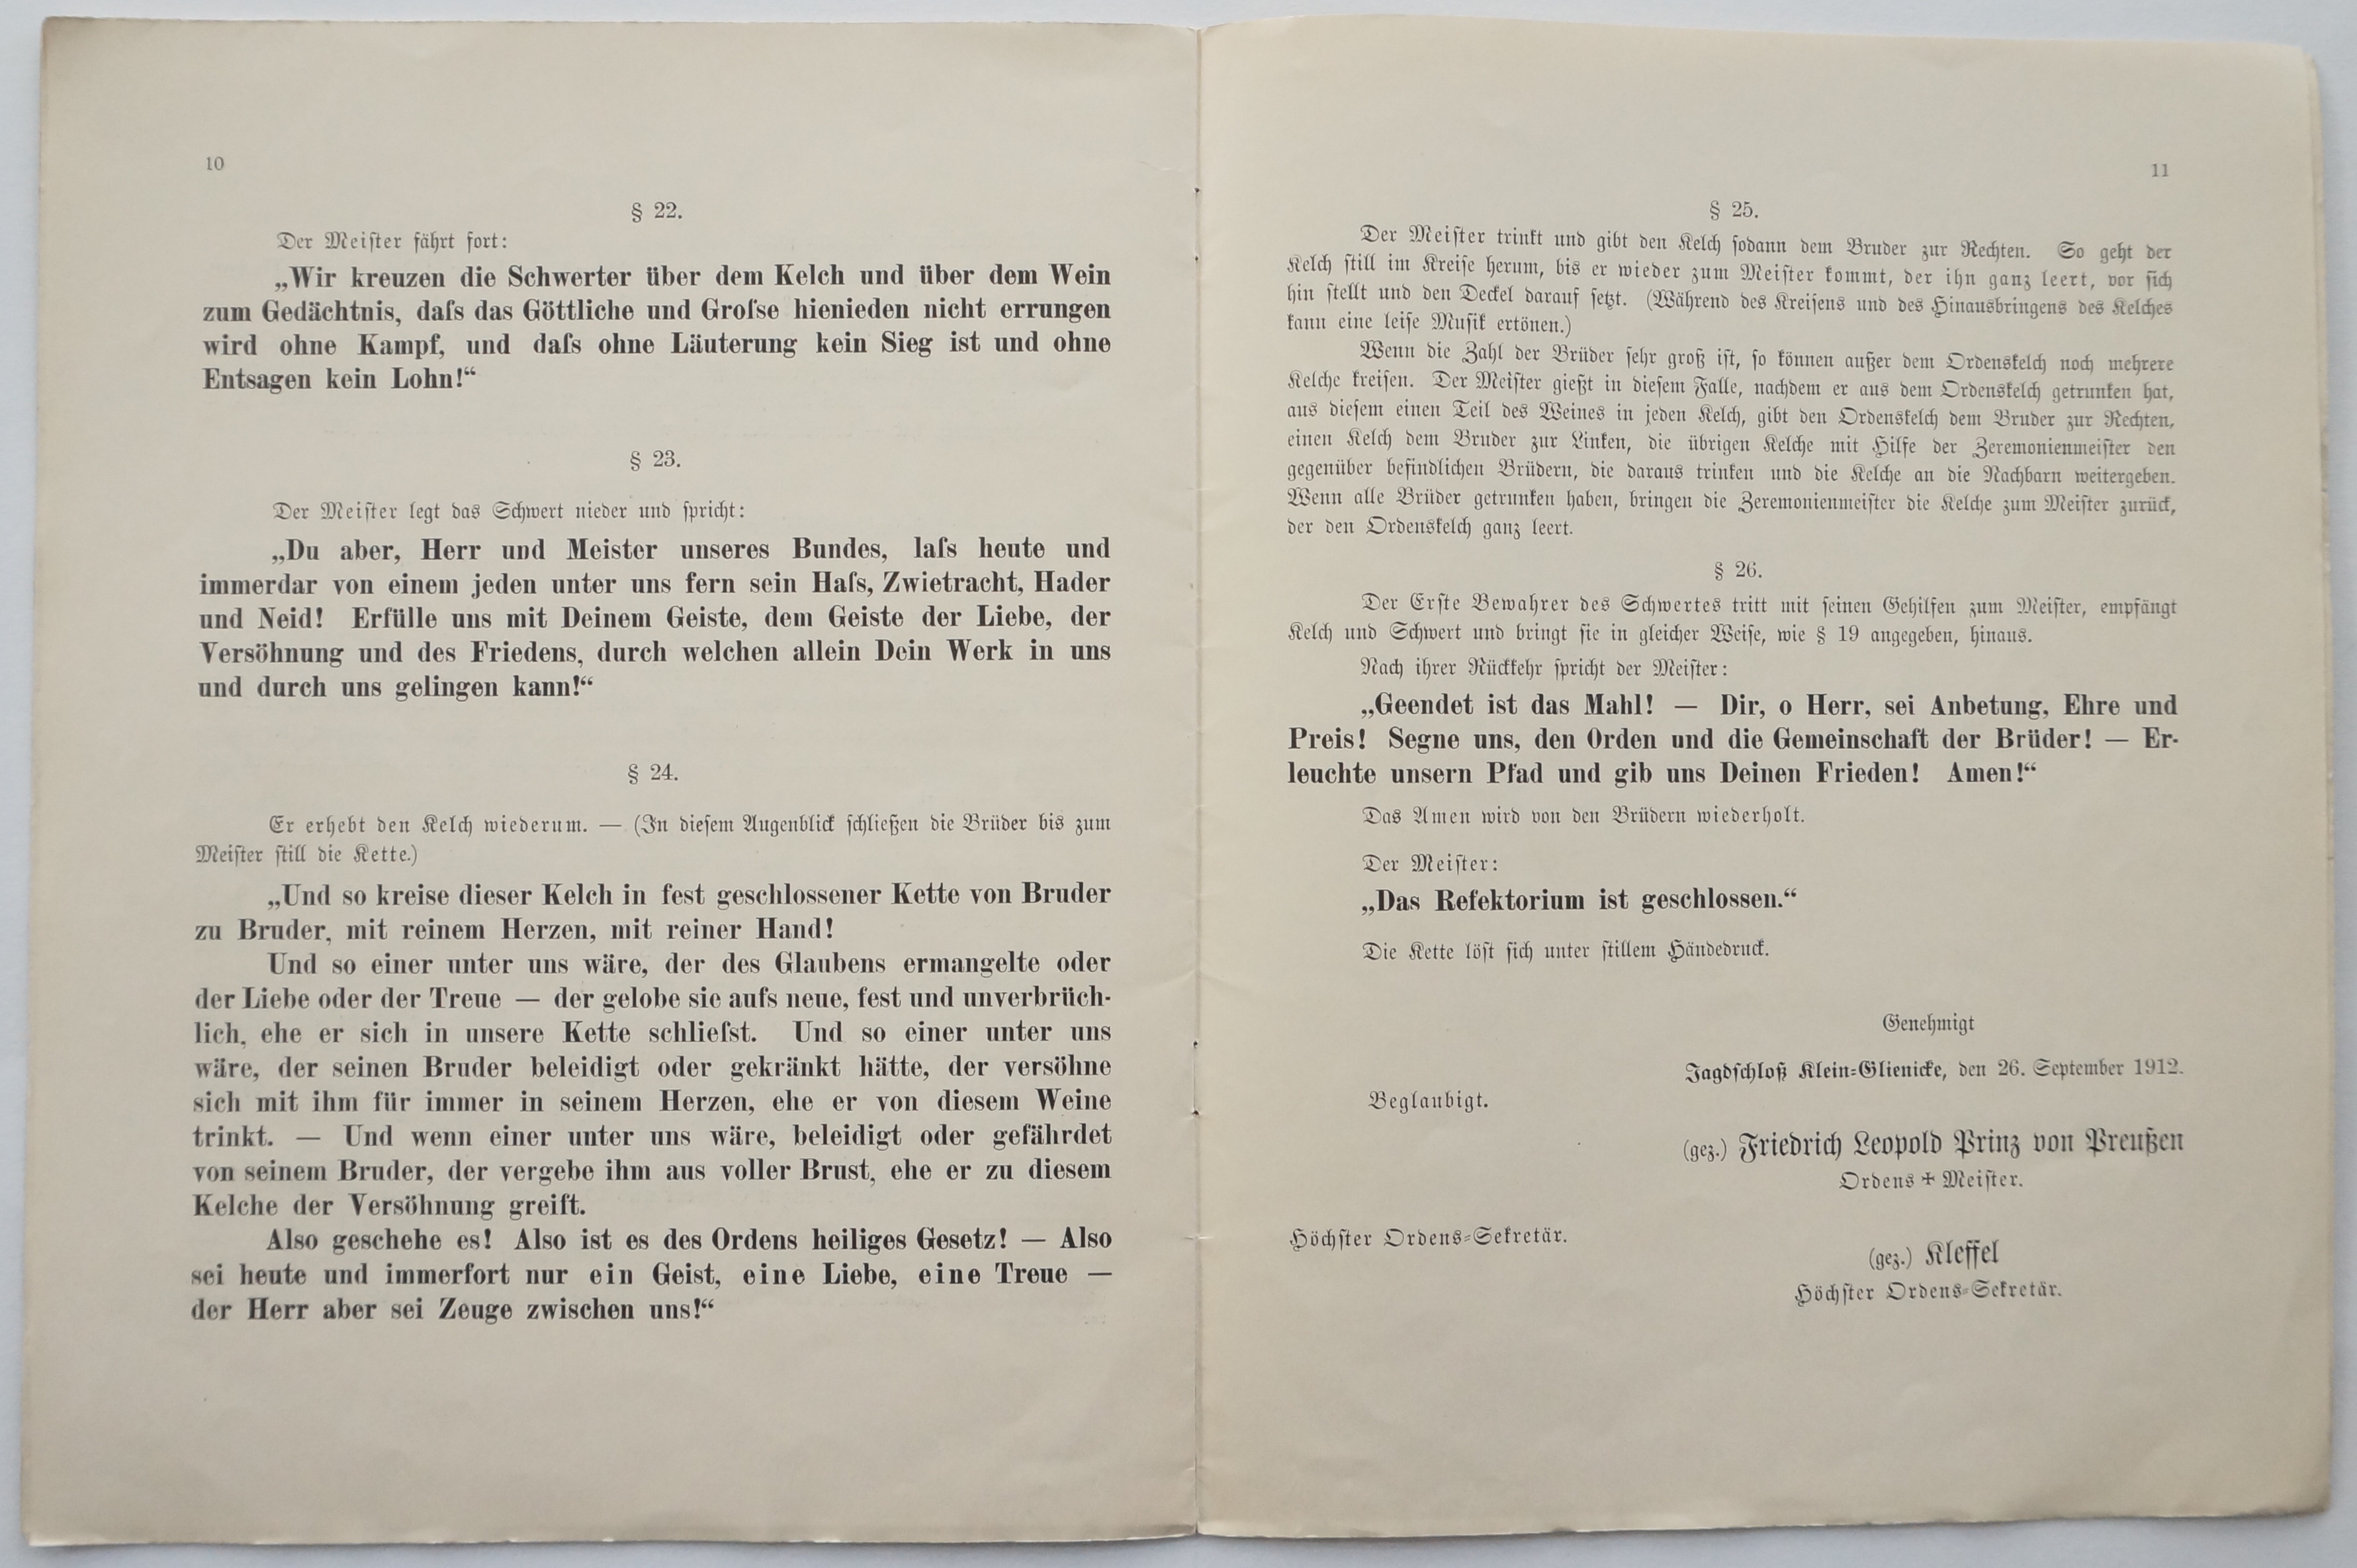 10
§ 22.
Der Meiſter fährt fort:
„Wir kreuzen die Schwerter über dem Kelch und über dem Wein
zum Gedächtnis, daſs das Göttliche und Groſse hienieden nicht errungen
wird ohne Kampf, und daſs ohne Läuterung kein Sieg ist und ohne
Entsagen kein Lohn!“
§ 23.
Der Meiſter legt das Schwert nieder und ſpricht:
„Du aber, Herr und Meister unseres Bundes, laſs heute und
immerdar von einem jeden unter uns fern sein Haſs, Zwietracht, Hader
und Neid! Erfülle uns mit Deinem Geiste, dem Geiste der Liebe, der
Versöhnung und des Friedens, durch welchen allein Dein Werk in uns
und durch uns gelingen kann!“
§ 24.
Er erhebt den Kelch wiederum. — (In dieſem Augenblick ſchließen die Brüder bis zum
Meiſter ſtill die Kette.)
„Und so kreise dieser Kelch in fest geschlossener Kette von Bruder
zu Bruder, mit reinem Herzen, mit reiner Hand!
Und so einer unter uns wäre, der des Glaubens ermangelte oder
der Liebe oder der Treue — der gelobe sie aufs neue, fest und unverbrüch-
lich, ehe er sich in unsere Kette schlieſst. Und so einer unter uns
wäre, der seinen Bruder beleidigt oder gekränkt hätte, der versöhne
sich mit ihm für immer in seinem Herzen, ehe er von diesem Weine
trinkt. — Und wenn einer unter uns wäre, beleidigt oder gefährdet
von seinem Bruder, der vergebe ihm aus voller Brust, ehe er zu diesem
Kelche der Versöhnung greift.
Also geschehe es! Also ist es des Ordens heiliges Gesetz! — Also
sei heute und immerfort nur ein Geist, eine Liebe, eine Treue —
der Herr aber sei Zeuge zwischen uns!“
11
§ 25.
Der Meiſter trinkt und gibt den Kelch ſodann dem Bruder zur Rechten. So geht der
Kelch ſtill im Kreiſe herum, bis er wieder zum Meiſter kommt, der ihn ganz leert, vor ſich
hin ſtellt und den Deckel darauf ſetzt. (Während des Kreiſens und des Hinausbringens des Kelches
kann eine leiſe Muſik ertönen.)
Wenn die Zahl der Brüder ſehr groß iſt, ſo können außer dem Ordenskelch noch mehrere
Kelche kreiſen. Der Meiſter gießt in dieſem Falle, nachdem er aus dem Ordenskelch getrunken hat,
aus dieſem einen Teil des Weines in jeden Kelch, gibt den Ordenskelch dem Bruder zur Rechten,
einen Kelch dem Bruder zur Linken, die übrigen Kelche mit Hilfe der Zeremonienmeiſter den
gegenüber befindlichen Brüdern, die daraus trinken und die Kelche an die Nachbarn weitergeben.
Wenn alle Brüder getrunken haben, bringen die Zeremonienmeiſter die Kelche zum Meiſter zurück,
der den Ordenskelch ganz leert.
§ 26.
Der Erſte Bewahrer des Schwertes tritt mit ſeinen Gehilfen zum Meiſter, empfängt
Kelch und Schwert und bringt ſie in gleicher Weiſe, wie § 19 angegeben, hinaus.
Nach ihrer Rückkehr ſpricht der Meiſter:
„Geendet ist das Mahl! — Dir, o Herr, sei Anbetung, Ehre und
Preis! Segne uns, den Orden und die Gemeinschaft der Brüder! — Er-
leuchte unsern Pfad und gib uns Deinen Frieden! Amen!“
Das Amen wird von den Brüdern wiederholt.
Der Meiſter:
„Das Refektorium ist geschlossen.“
Die Kette löſt ſich unter ſtillem Händedruck.
Genehmigt
Jagdſchloß Klein-Glienicke, den 26. September 1912.
Beglaubigt.
(gez.) Friedrich Leopold Prinz von Preußen
Ordens ✠ Meiſter.
Höchſter Ordens-Sekretär.
(gez.) Kleffel
Höchſter Ordens-Sekretär.